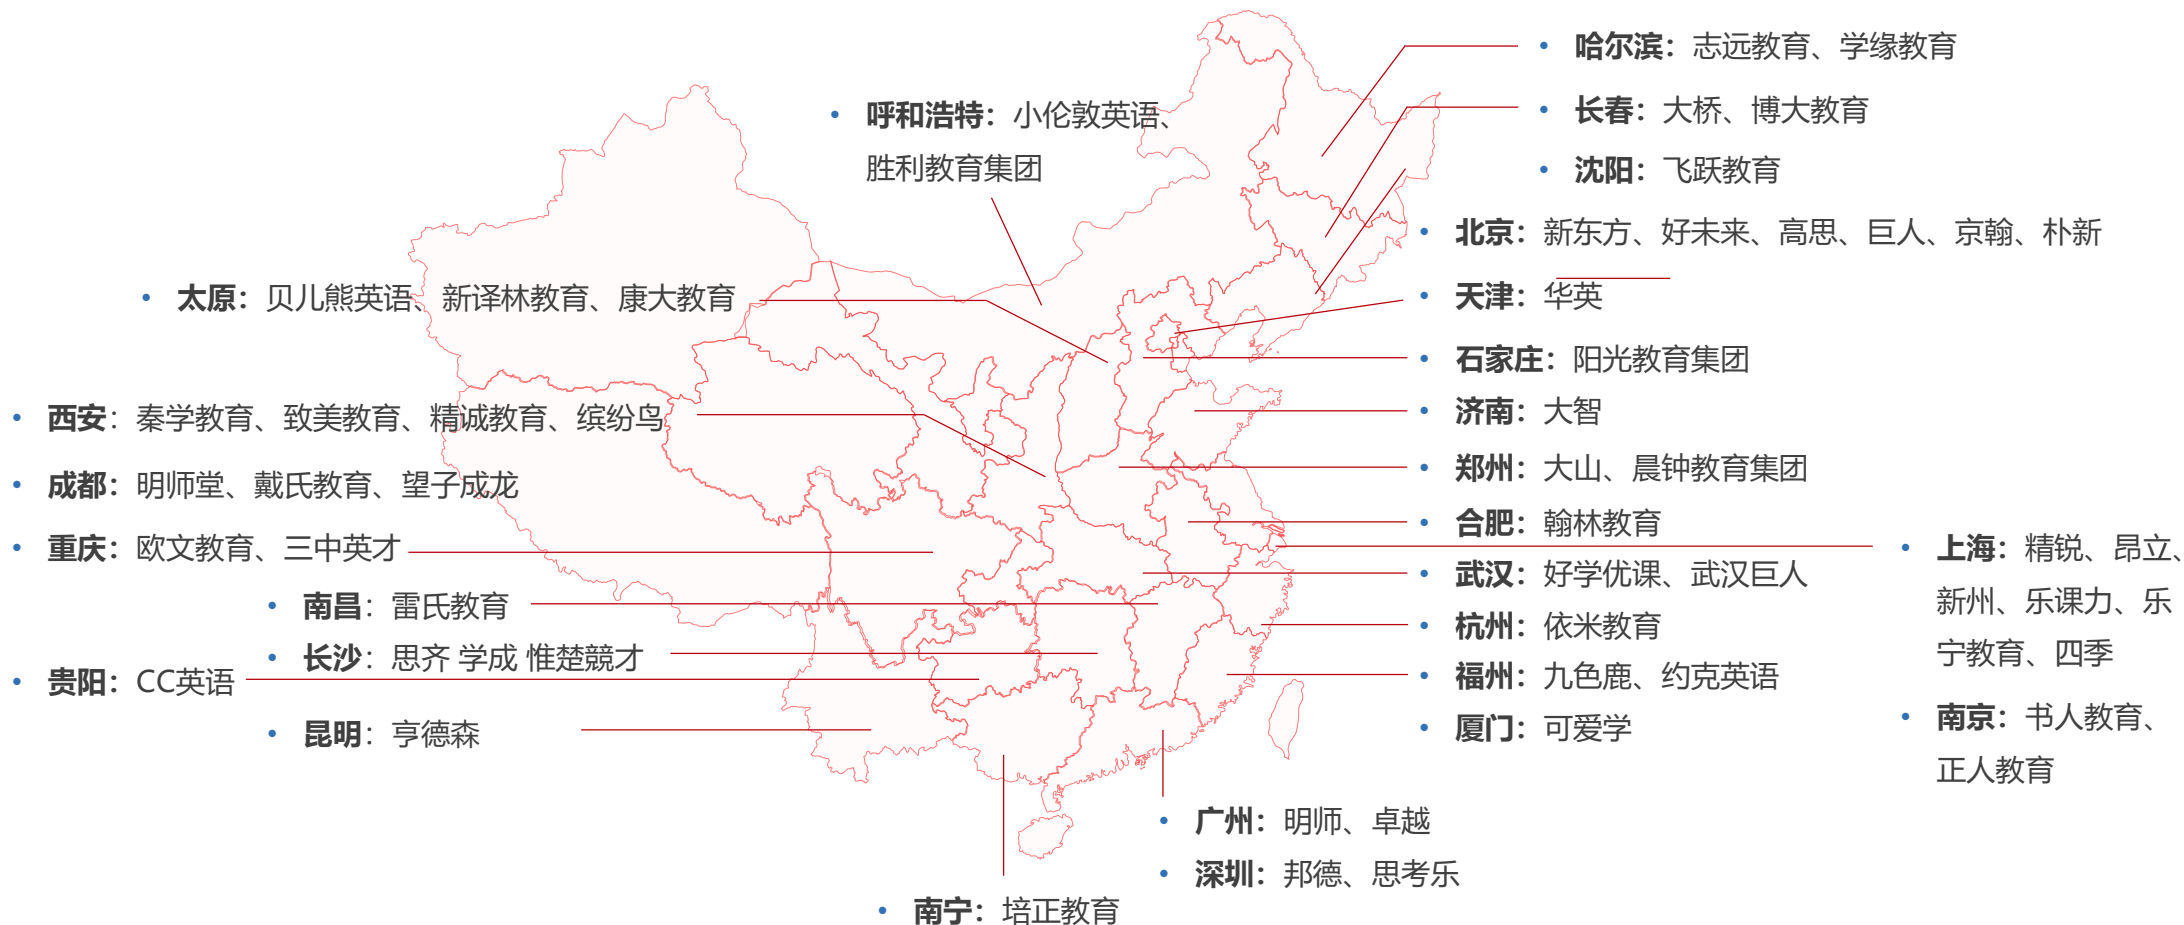 哈尔滨：志远教育、学缘教育
长春：大桥、博大教育
沈阳：飞跃教育
呼和浩特：小伦敦英语、
胜利教育集团
北京：新东方、好未来、高思、巨人、京翰、朴新
天津：华英
石家庄：阳光教育集团
济南：大智
郑州：大山、晨钟教育集团
合肥：翰林教育
武汉：好学优课、武汉巨人
杭州：依米教育
福州：九色鹿、约克英语
厦门：可爱学
上海：精锐、昂立、
新州、乐课力、乐
宁教育、四季
南京：书人教育、
正人教育
太原：贝儿熊英语、新译林教育、康大教育
西安：秦学教育、致美教育、精诚教育、缤纷鸟
成都：明师堂、戴氏教育、望子成龙
重庆：欧文教育、三中英才
南昌：雷氏教育
长沙：思齐 学成 惟楚兢才
贵阳：CC英语
昆明：亨德森
广州：明师、卓越
深圳：邦德、思考乐
南宁：培正教育